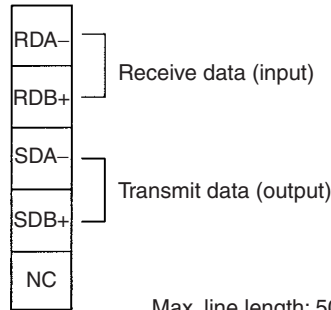 RDA–
RDB+
Receive data (input)
SDA–
SDB+
Transmit data (output)
NC
Max. line length: